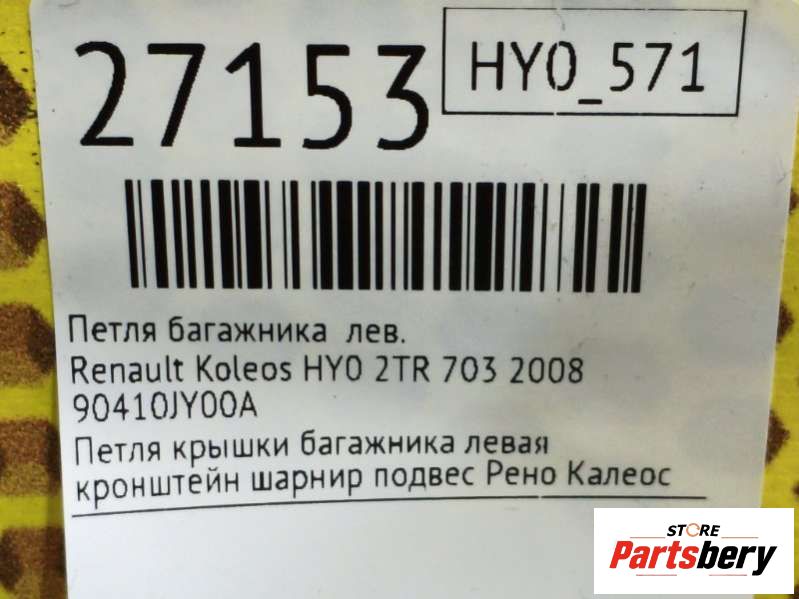 27153
HY0_571
Петля багажника лев.
Renault Koleos HY0 2TR 703 2008
90410JY00A
Петля крышки багажника левая
кронштейн шарнир подвес Рено Калеос
STORE
Partsbery